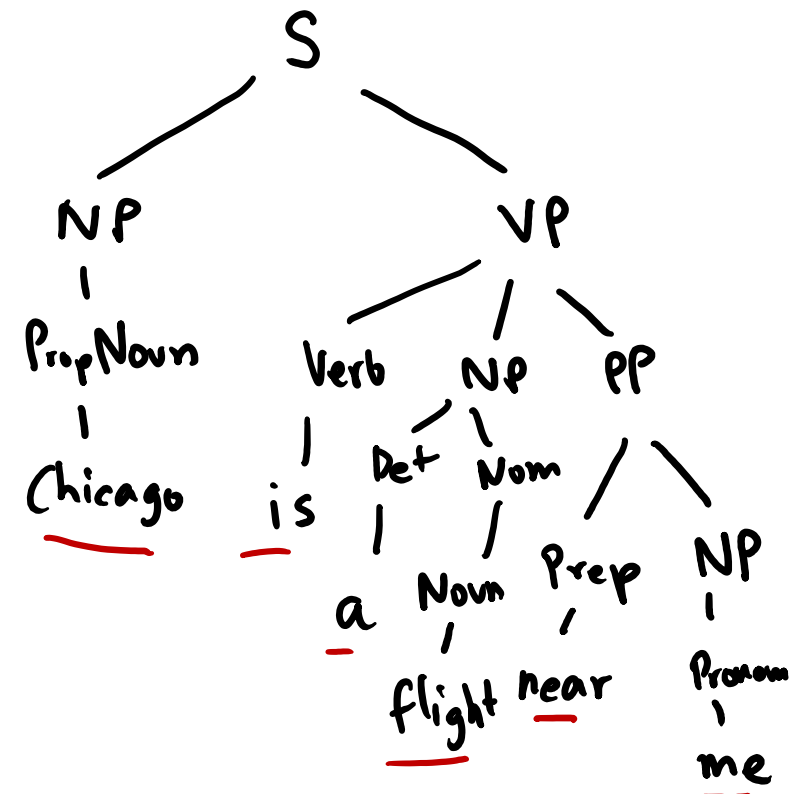 S
NP VP
PropNoun Verb NP PP
Chicago is Det Nom
a Noun Prep NP
flight near Pronom
me